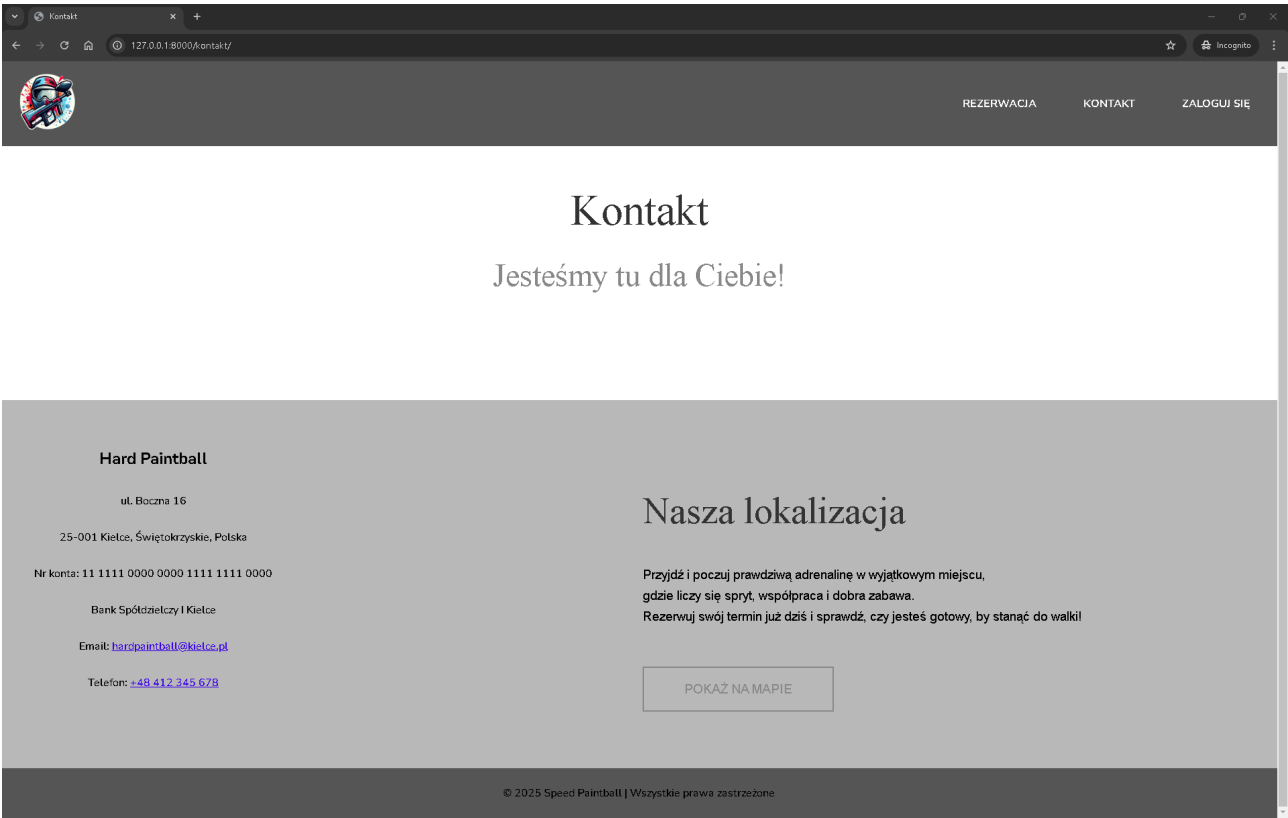 Kontakt
127.0.0.1:8000/kontakt/
Incognito
REZERWACJA
KONTAKT
ZALOGUJ SIĘ
Kontakt
Jesteśmy tu dla Ciebie!
Hard Paintball
ul. Boczna 16
25-001 Kielce, Świętokrzyskie, Polska
Nr konta: 11 1111 0000 0000 1111 1111 0000
Bank Spółdzielczy I Kielce
Email: hardpaintball@kielce.pl
Telefon: +48 412 345 678
Nasza lokalizacja
Przyjdź i poczuj prawdziwą adrenalinę w wyjątkowym miejscu,
gdzie liczy się spryt, współpraca i dobra zabawa.
Rezerwuj swój termin już dziś i sprawdź, czy jesteś gotowy, by stanąć do walki!
POKAŻ NA MAPIE
© 2025 Speed Paintball | Wszystkie prawa zastrzeżone